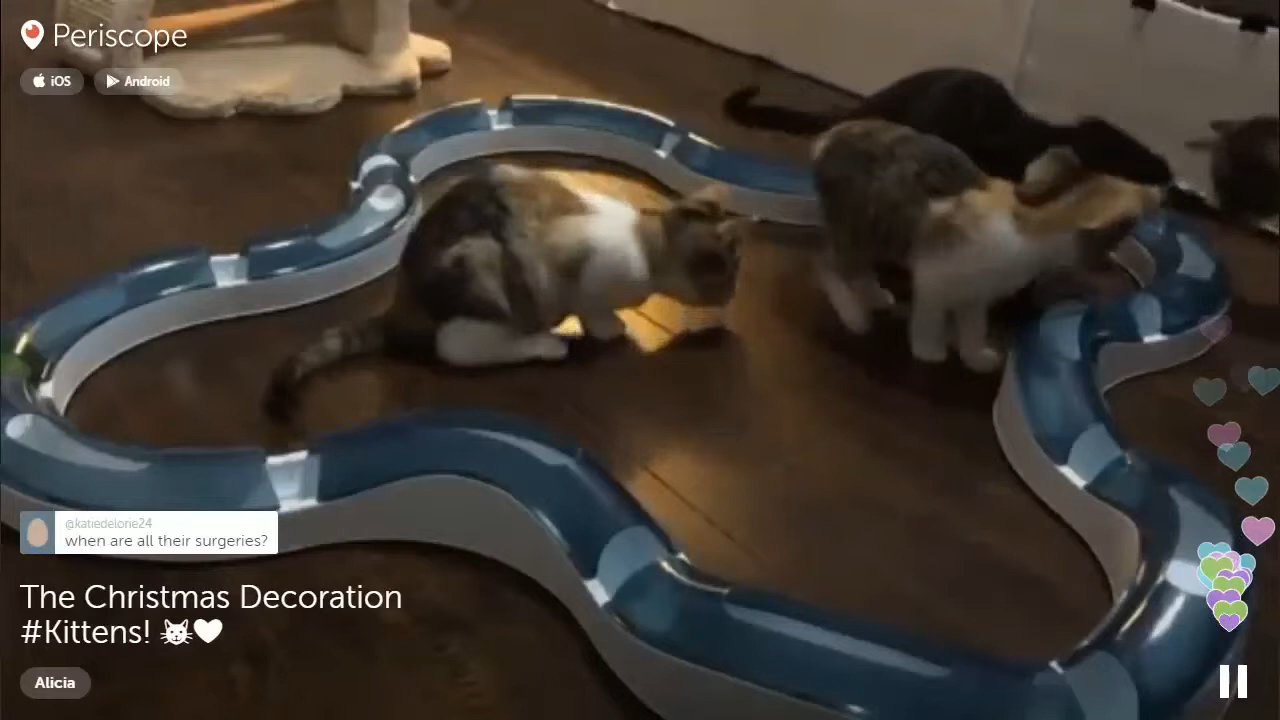 Periscope
iOS
Android
@katiedelorie24
when are all their surgeries?
The Christmas Decoration
#Kittens! 😼❤
Alicia